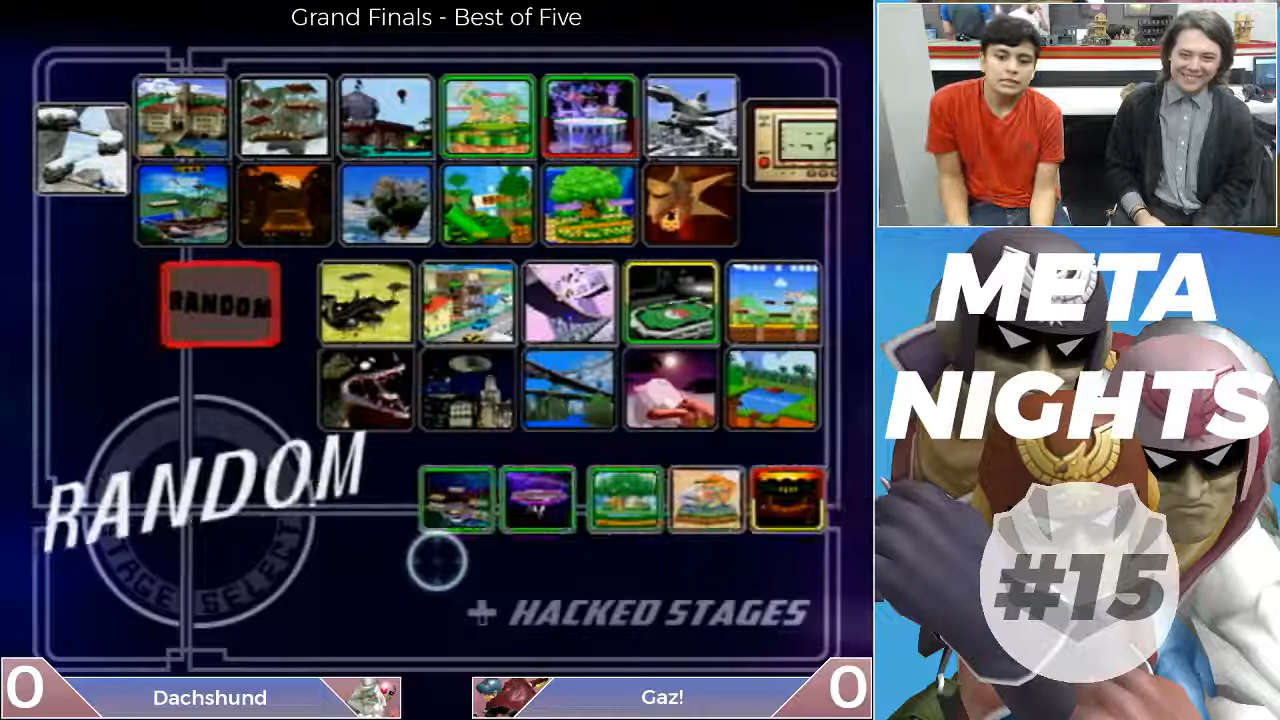 Grand Finals - Best of Five
RANDOM
RANDOM
STAGE SELECT
+ HACKED STAGES
META
NIGHTS
#15
0
Dachshund
Gaz!
0